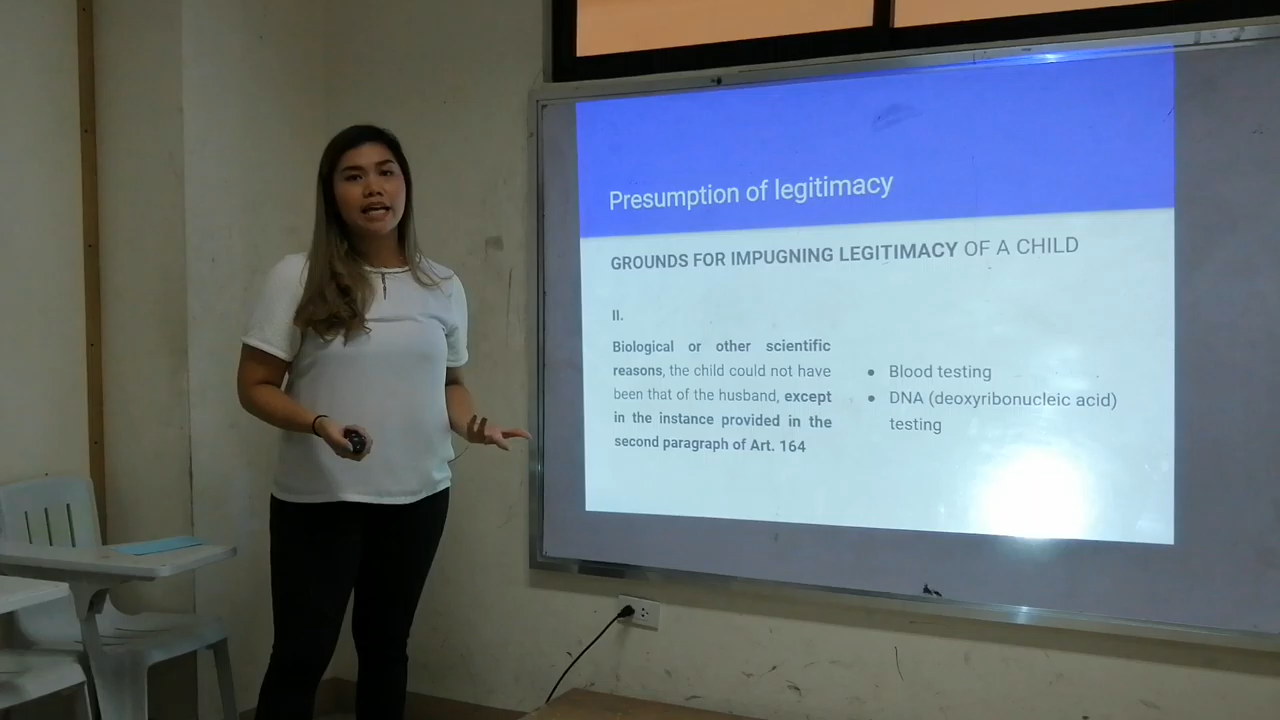 Presumption of legitimacy
GROUNDS FOR IMPUGNING LEGITIMACY OF A CHILD
II.
Biological or other scientific
reasons, the child could not have
been that of the husband, except
in the instance provided in the
second paragraph of Art. 164
• Blood testing
• DNA (deoxyribonucleic acid)
testing